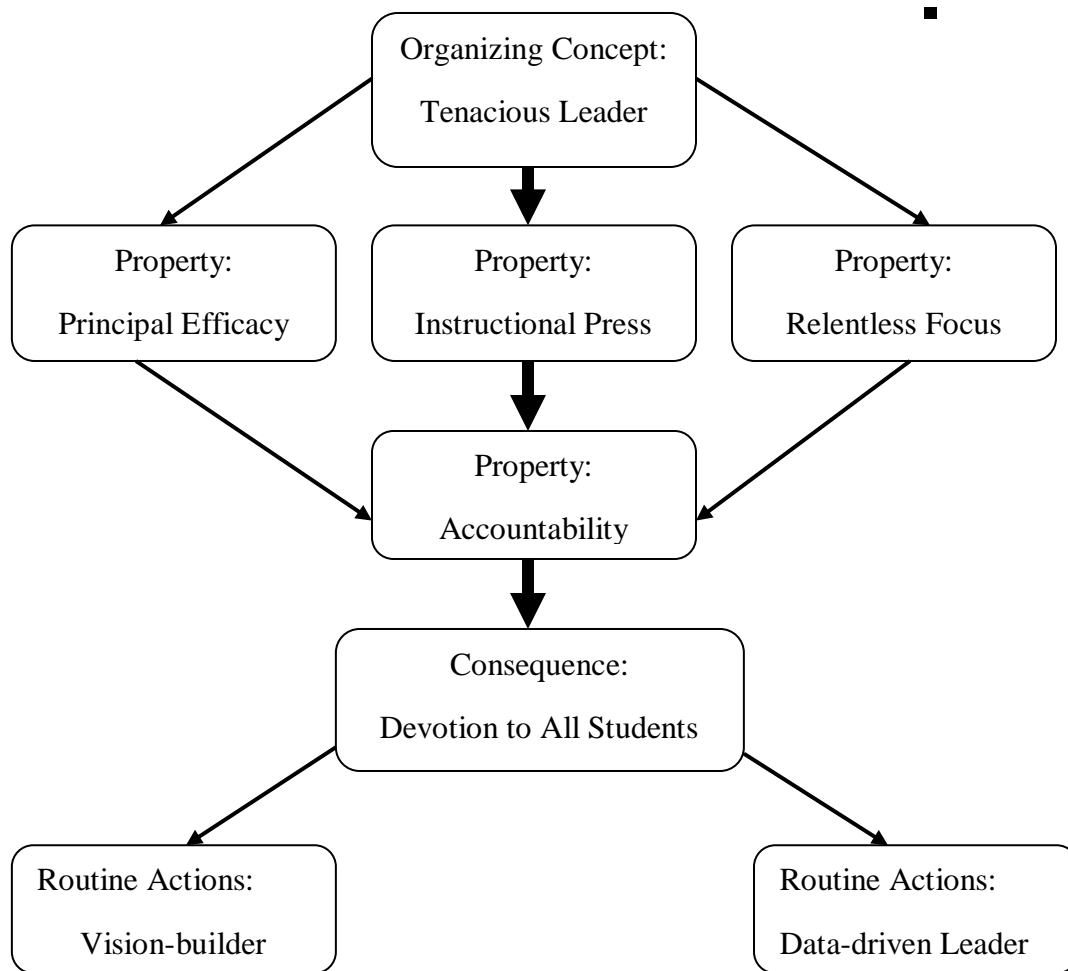 Organizing Concept:
Tenacious Leader
Property:
Principal Efficacy
Property:
Instructional Press
Property:
Relentless Focus
Property:
Accountability
Consequence:
Devotion to All Students
Routine Actions:
Vision-builder
Routine Actions:
Data-driven Leader